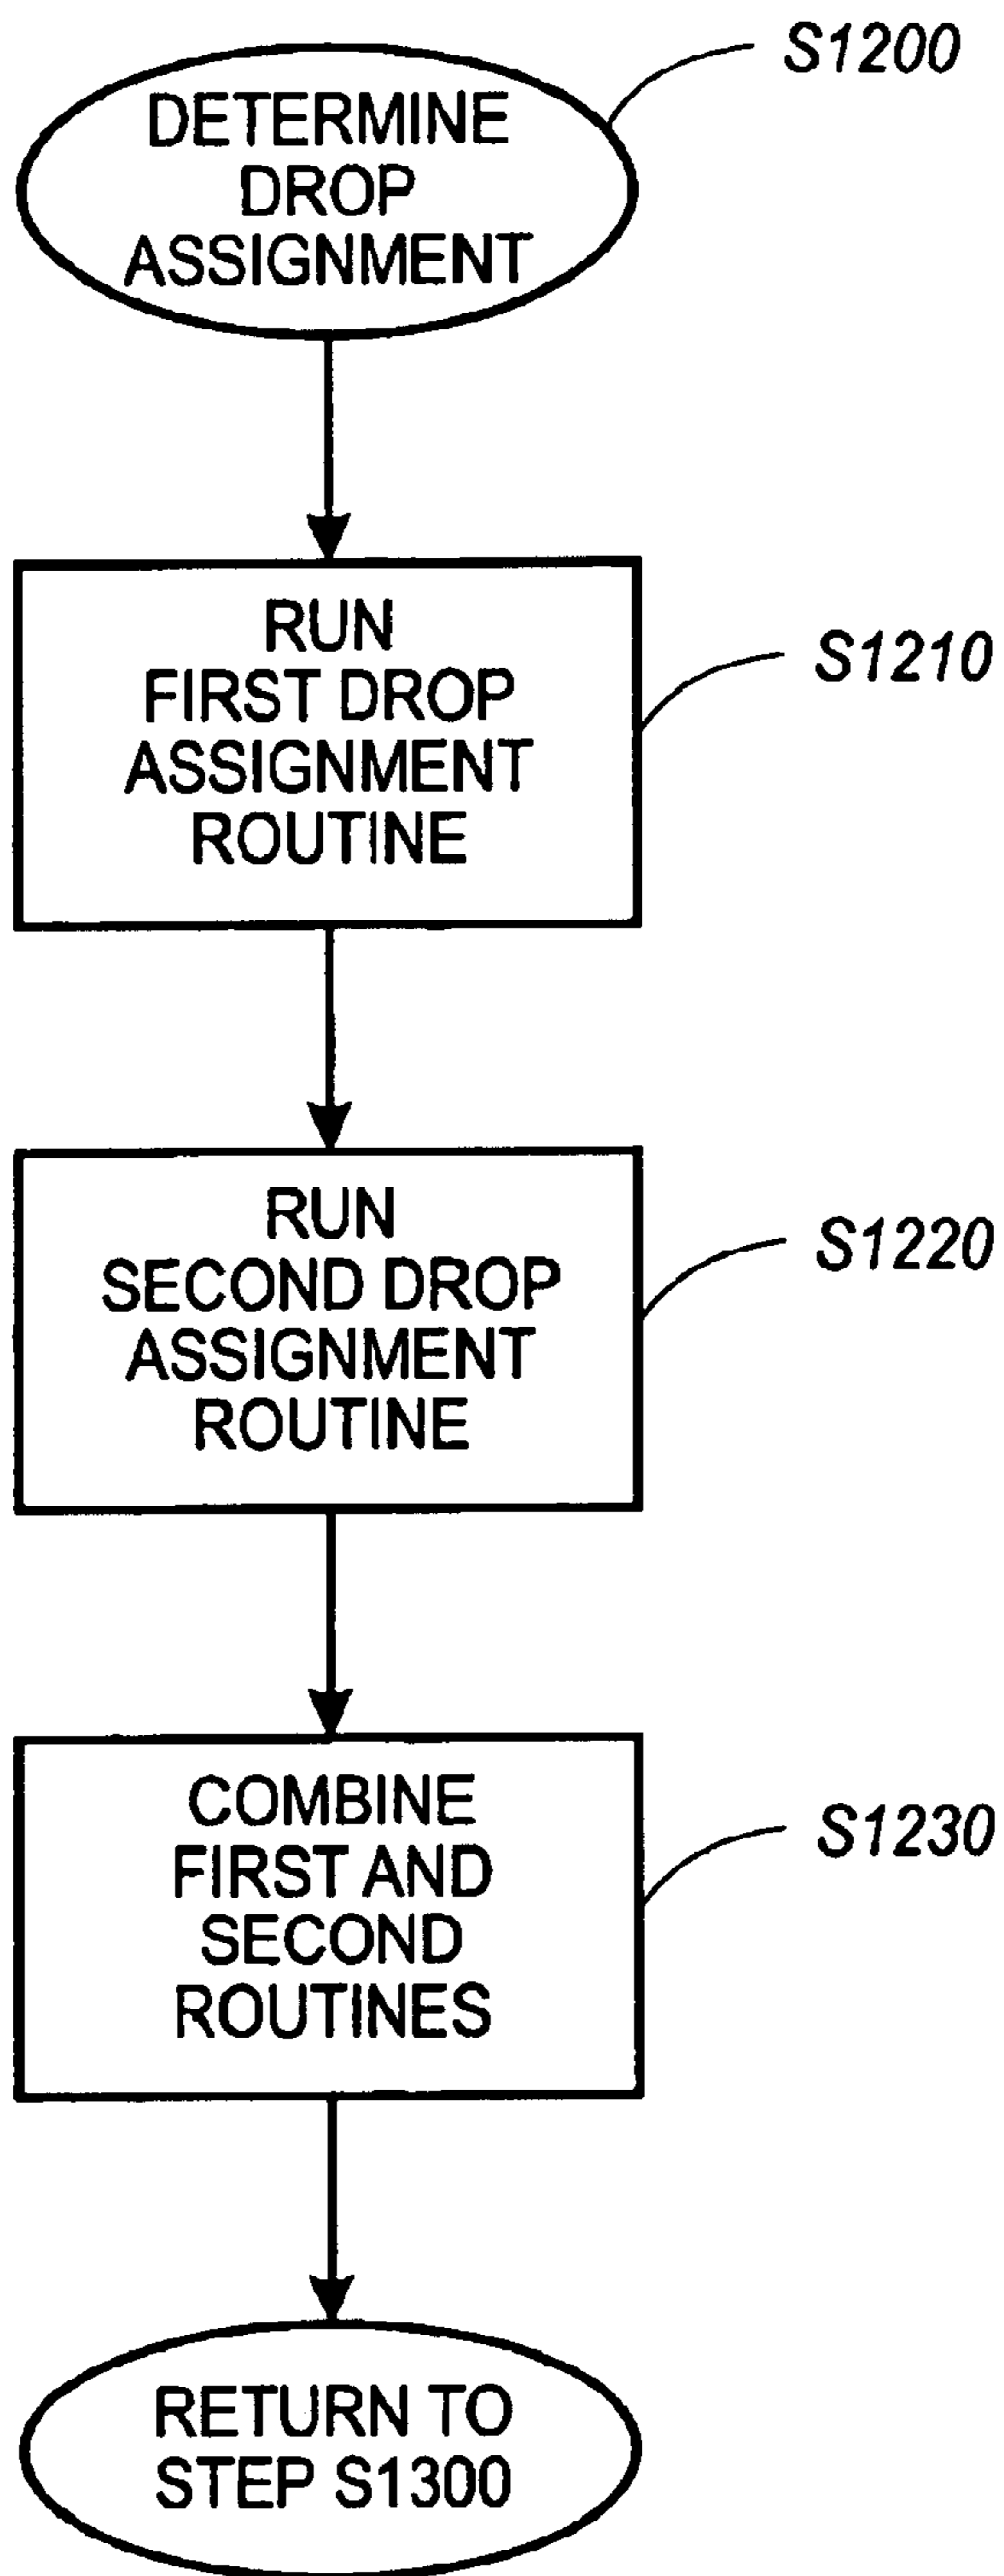 S1200
DETERMINE
DROP
ASSIGNMENT
S1210
RUN
FIRST DROP
ASSIGNMENT
ROUTINE
S1220
RUN
SECOND DROP
ASSIGNMENT
ROUTINE
S1230
COMBINE
FIRST AND
SECOND
ROUTINES
RETURN TO
STEP S1300